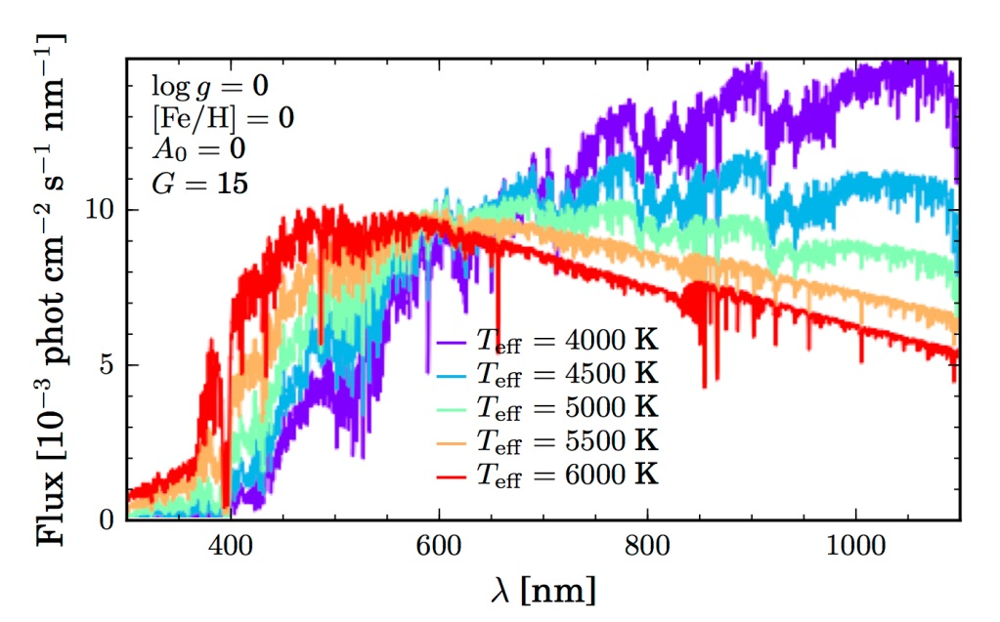 Flux [10⁻³ phot cm⁻² s⁻¹ nm⁻¹]
log g = 0
[Fe/H] = 0
A₀ = 0
G = 15
10
5
0
T_eff = 4000 K
T_eff = 4500 K
T_eff = 5000 K
T_eff = 5500 K
T_eff = 6000 K
400 600 800 1000
λ [nm]